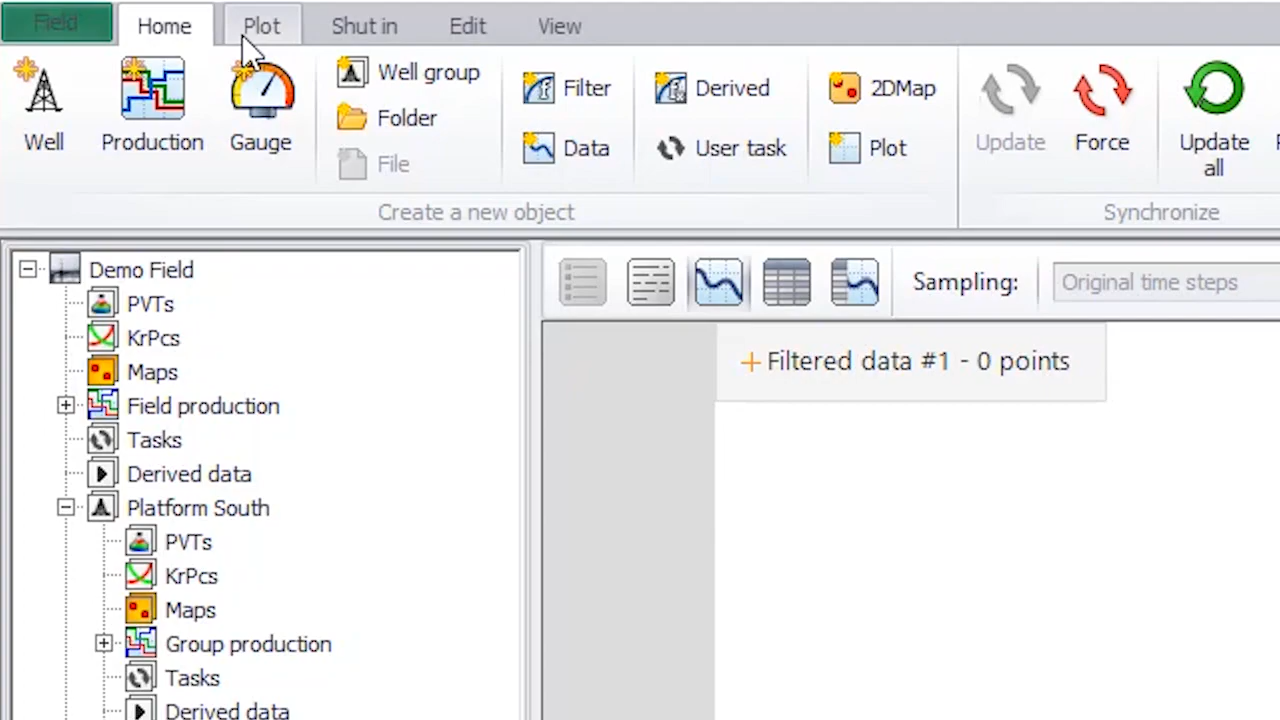 Field Home Plot Shut in Edit View
Well
Production
Gauge
Well group
Folder
File
Filter
Data
Derived
User task
2DMap
Plot
Create a new object
Update
Force
Update all
Synchronize
Demo Field
PVTs
KrPcs
Maps
Field production
Tasks
Derived data
Platform South
PVTs
KrPcs
Maps
Group production
Tasks
Derived data
Sampling: Original time steps
Filtered data #1 - 0 points